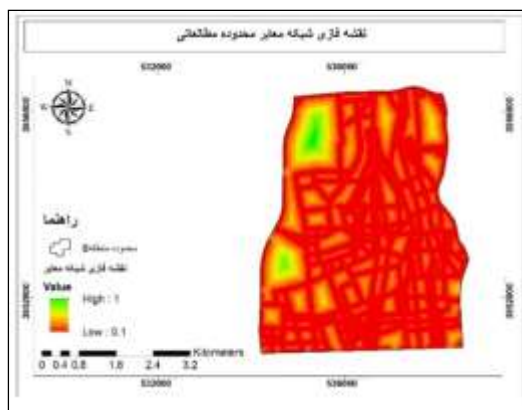 نقشه فازی شبکه معابر محدوده مطالعاتی
532000
536000
N
W
E
S
راهنما
محدوده منطقه
نقشه فازی شبکه معابر
Value
High : 1
Low : 0.1
Kilometers
0 0.4 0.8 1.6 2.4 3.2
532000
536000